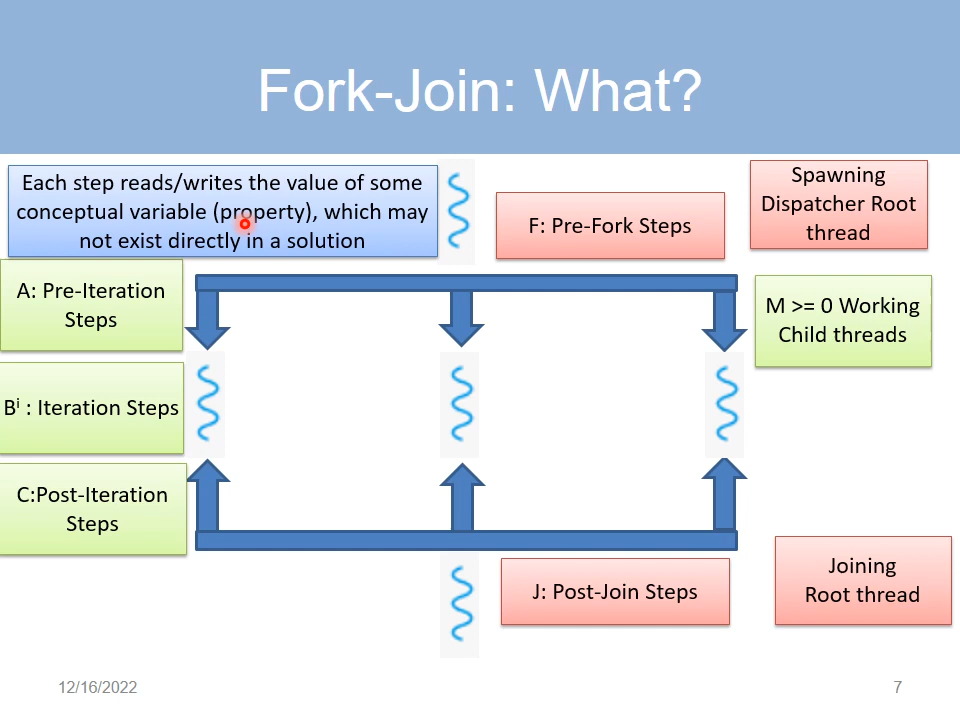 Fork-Join: What?
Each step reads/writes the value of some
conceptual variable (property), which may
not exist directly in a solution
F: Pre-Fork Steps
Spawning
Dispatcher Root
thread
A: Pre-Iteration
Steps
M >= 0 Working
Child threads
Bⁱ : Iteration Steps
C:Post-Iteration
Steps
J: Post-Join Steps
Joining
Root thread
12/16/2022
7